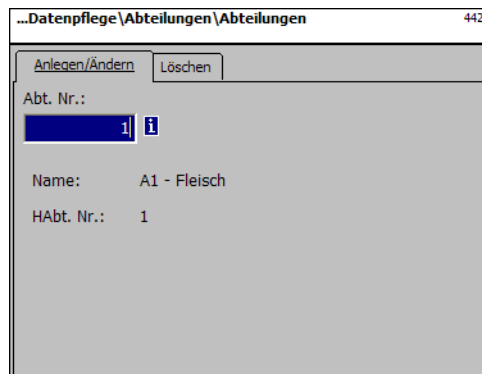 ...Datenpflege\Abteilungen\Abteilungen 442
Anlegen/Ändern Löschen
Abt. Nr.:
1 i
Name: A1 - Fleisch
HAbt. Nr.: 1